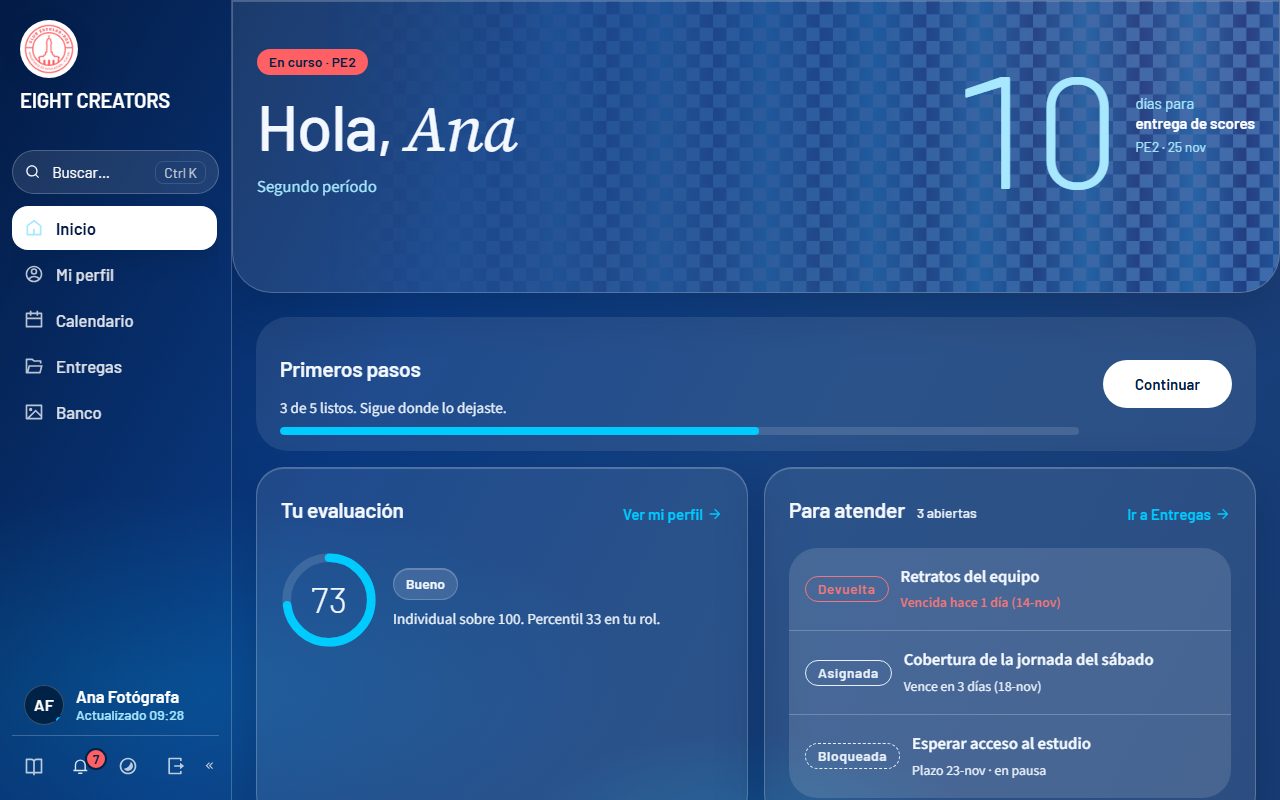 EIGHT CREATORS
Buscar...
Ctrl K
Inicio
Mi perfil
Calendario
Entregas
Banco
AF
Ana Fotógrafa
Actualizado 09:28
7
«
En curso · PE2
Hola, Ana
Segundo período
10
días para
entrega de scores
PE2 · 25 nov
Primeros pasos
3 de 5 listos. Sigue donde lo dejaste.
Continuar
Tu evaluación
Ver mi perfil →
73
Bueno
Individual sobre 100. Percentil 33 en tu rol.
Para atender 3 abiertas
Ir a Entregas →
Devuelta
Retratos del equipo
Vencida hace 1 día (14-nov)
Asignada
Cobertura de la jornada del sábado
Vence en 3 días (18-nov)
Bloqueada
Esperar acceso al estudio
Plazo 23-nov · en pausa